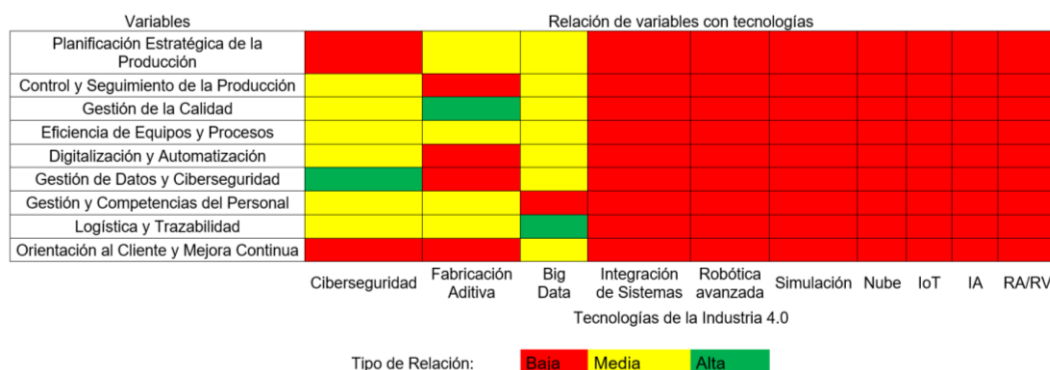 Variables
Relación de variables con tecnologías
Planificación Estratégica de la
Producción
Control y Seguimiento de la Producción
Gestión de la Calidad
Eficiencia de Equipos y Procesos
Digitalización y Automatización
Gestión de Datos y Ciberseguridad
Gestión y Competencias del Personal
Logística y Trazabilidad
Orientación al Cliente y Mejora Continua
Ciberseguridad
Fabricación
Aditiva
Big
Data
Integración
de Sistemas
Robótica
avanzada
Simulación
Nube
IoT
IA
RA/RV
Tecnologías de la Industria 4.0
Tipo de Relación:
Baja
Media
Alta